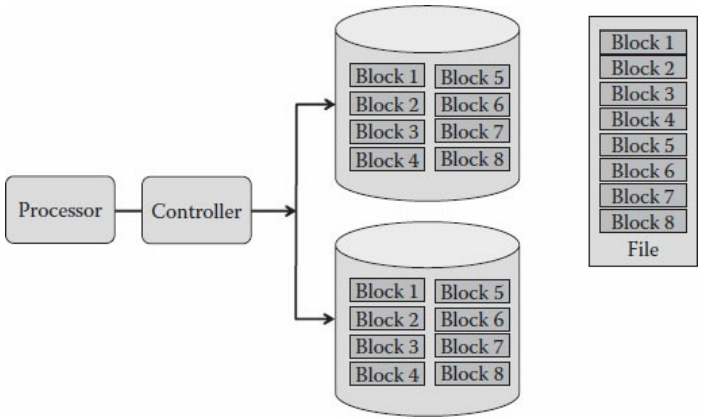 Processor
Controller
Block 1 Block 5
Block 2 Block 6
Block 3 Block 7
Block 4 Block 8
Block 1 Block 5
Block 2 Block 6
Block 3 Block 7
Block 4 Block 8
Block 1
Block 2
Block 3
Block 4
Block 5
Block 6
Block 7
Block 8
File